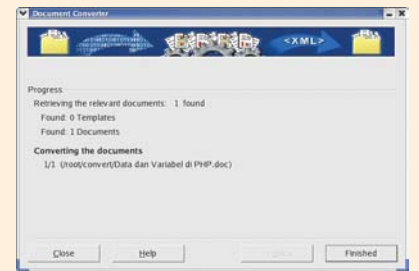 Document Converter
<XML>
Progress
Retrieving the relevant documents: 1 found
Found: 0 Templates
Found: 1 Documents
Converting the documents
1/1 (/root/convert/Data dan Variabel di PHP.doc)
Close Help Finished